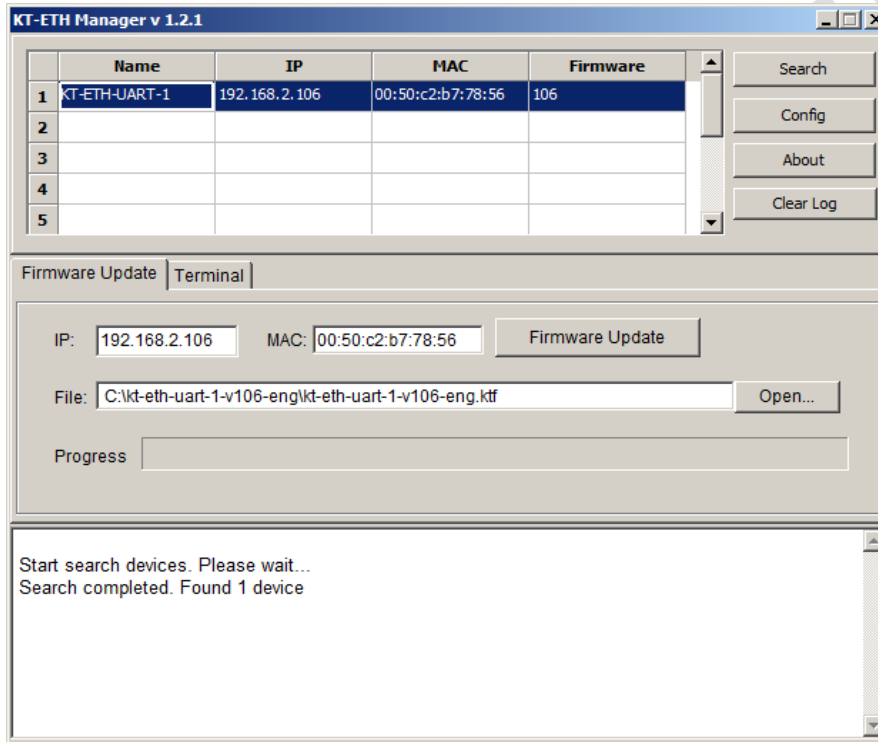 KT-ETH Manager v 1.2.1
Name IP MAC Firmware
Search
1 KT-ETH-UART-1 192.168.2.106 00:50:c2:b7:78:56 106
Config
2
3
About
4
Clear Log
5
Firmware Update Terminal
IP: 192.168.2.106 MAC: 00:50:c2:b7:78:56 Firmware Update
File: C:\kt-eth-uart-1-v106-eng\kt-eth-uart-1-v106-eng.ktf Open...
Progress
Start search devices. Please wait...
Search completed. Found 1 device